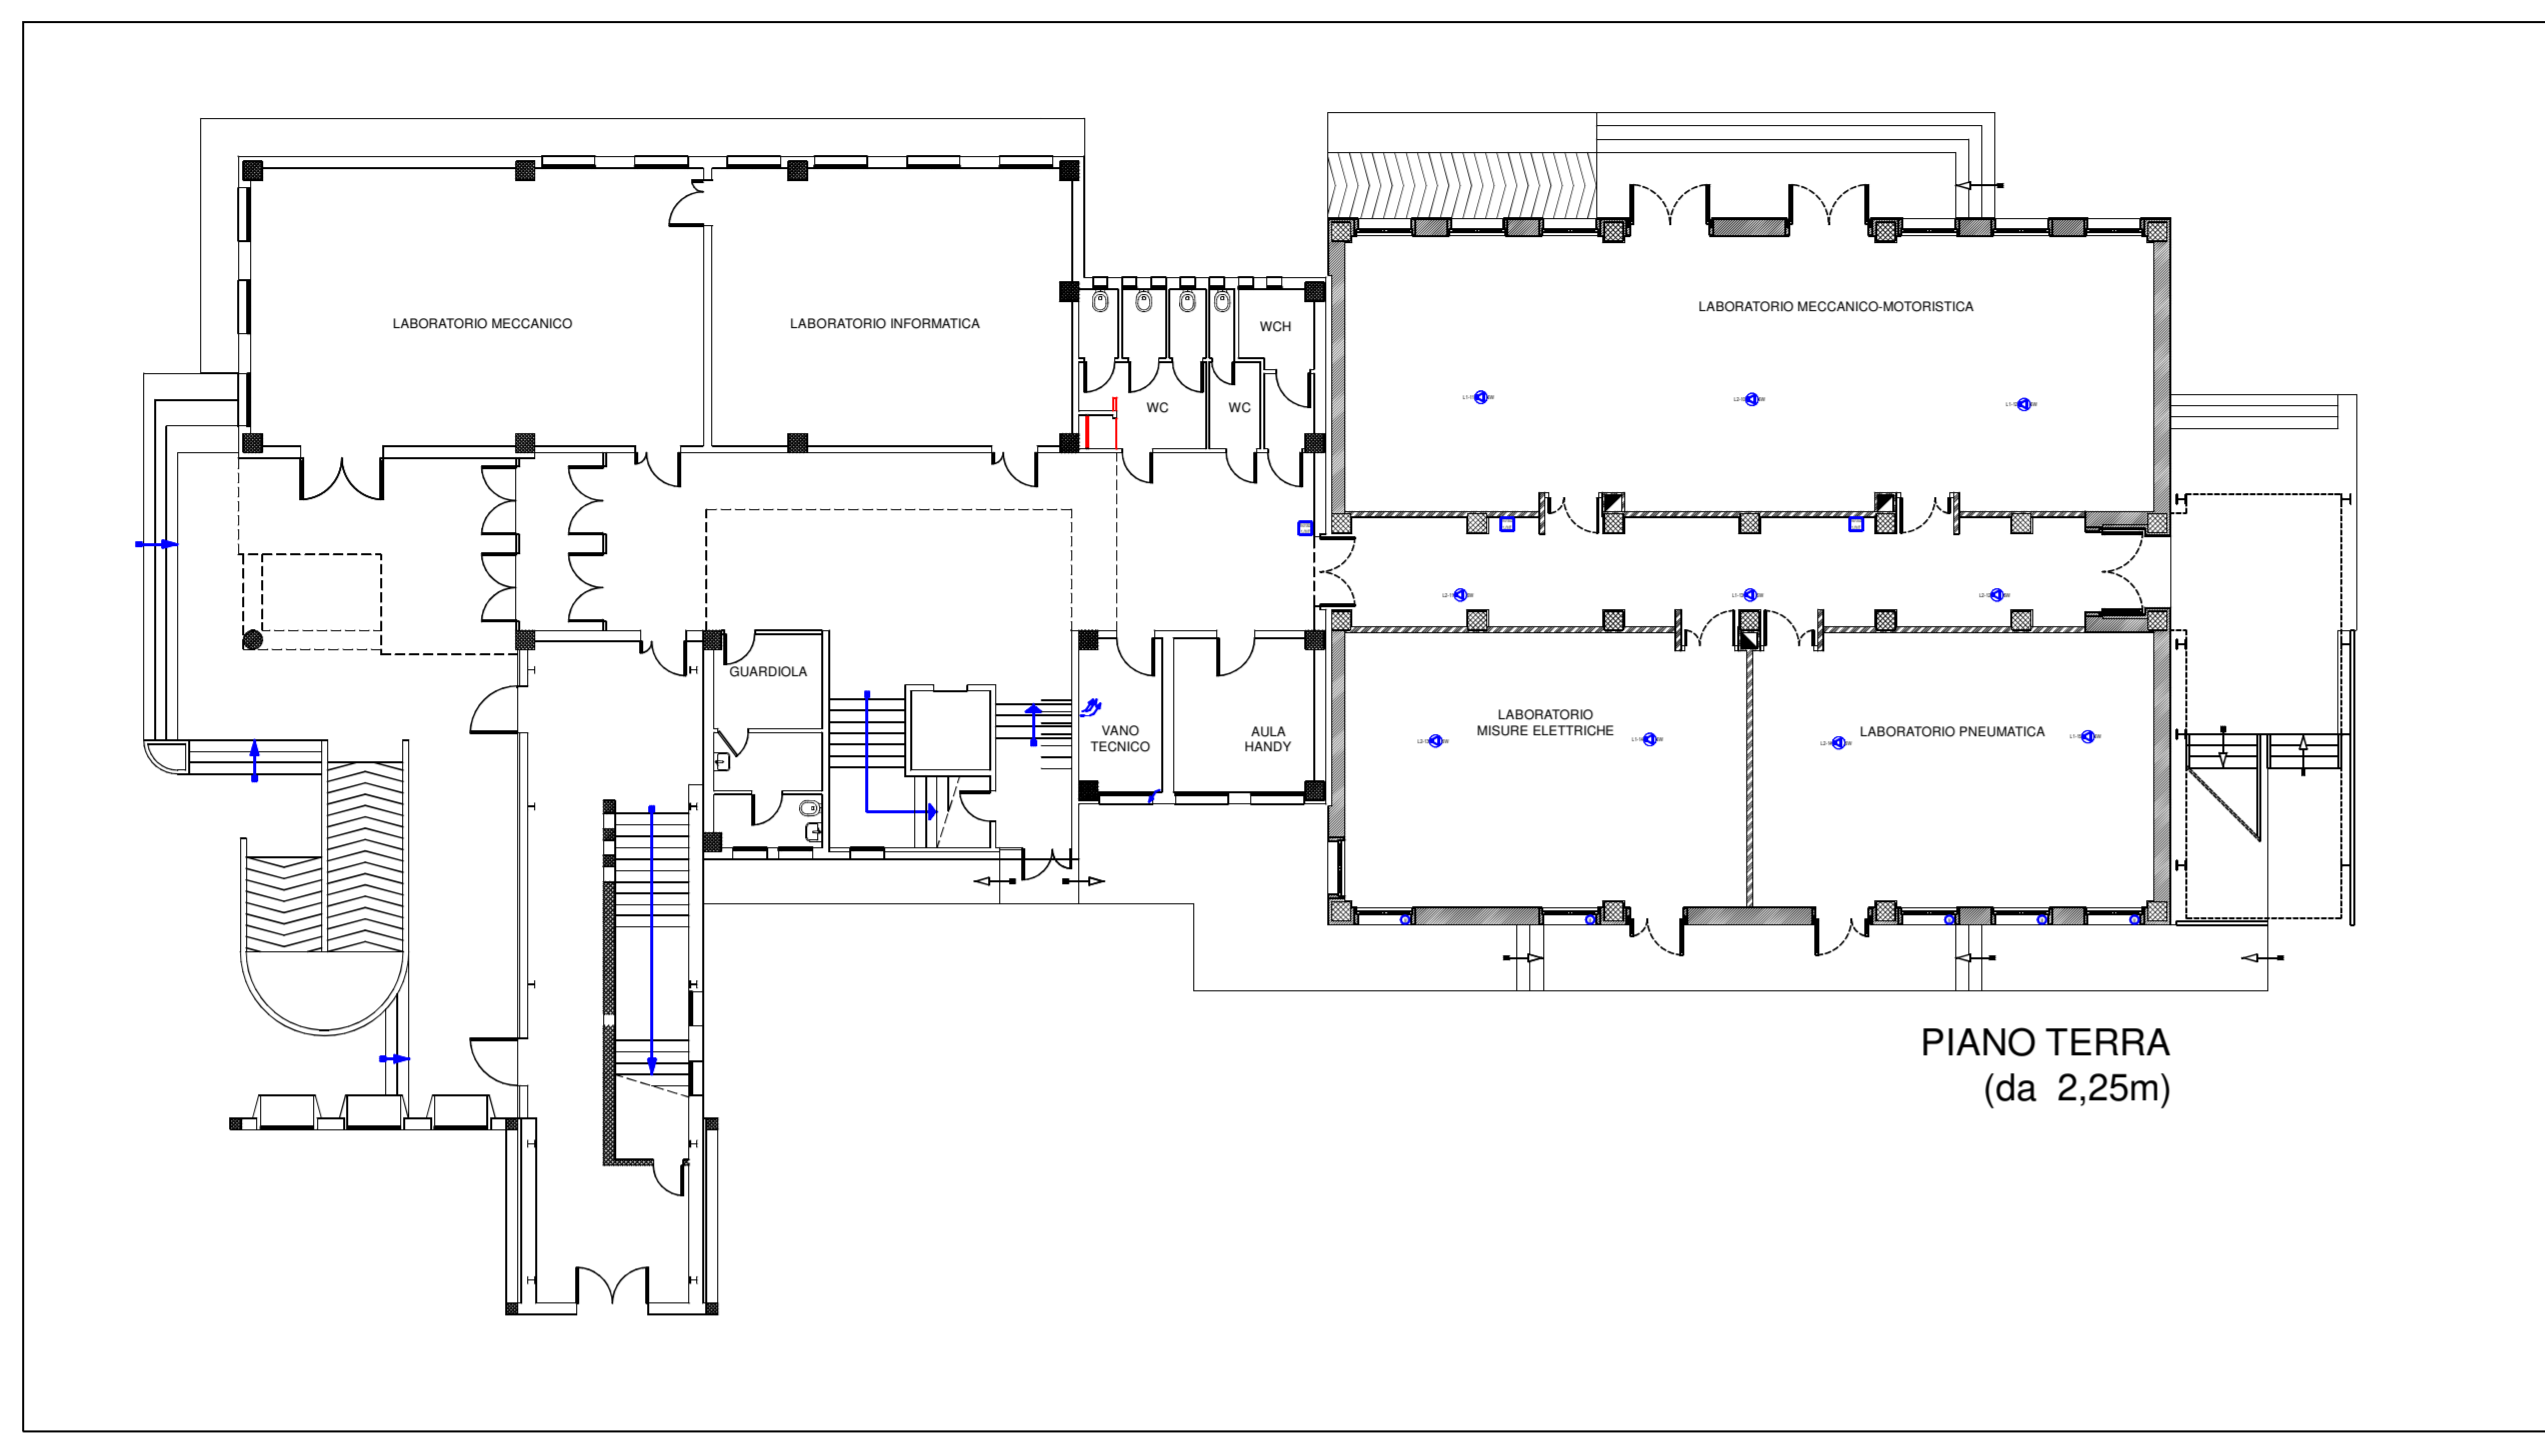 LABORATORIO MECCANICO
LABORATORIO INFORMATICA
WCH
LABORATORIO MECCANICO-MOTORISTICA
WC
WC
GUARDIOLA
VANO
TECNICO
AULA
HANDY
LABORATORIO
MISURE ELETTRICHE
LABORATORIO PNEUMATICA
PIANO TERRA
(da 2,25m)